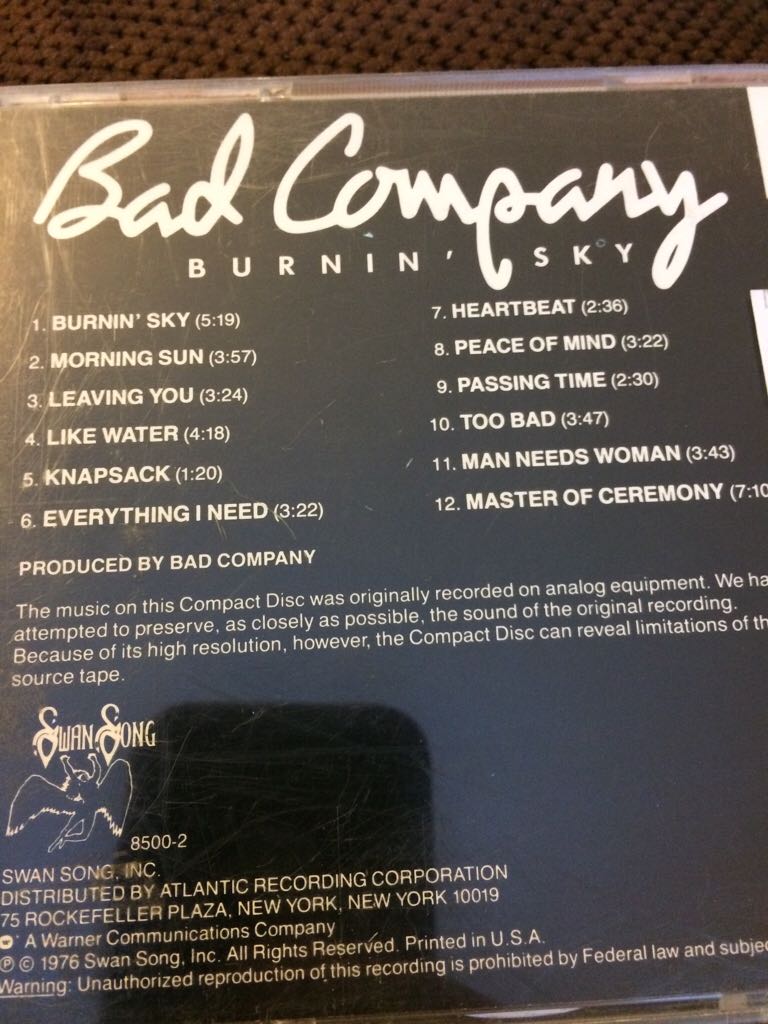 Bad Company
BURNIN' SKY
1. BURNIN' SKY (5:19)
2. MORNING SUN (3:57)
3. LEAVING YOU (3:24)
4. LIKE WATER (4:18)
5. KNAPSACK (1:20)
6. EVERYTHING I NEED (3:22)
7. HEARTBEAT (2:36)
8. PEACE OF MIND (3:22)
9. PASSING TIME (2:30)
10. TOO BAD (3:47)
11. MAN NEEDS WOMAN (3:43)
12. MASTER OF CEREMONY (7:10
PRODUCED BY BAD COMPANY
The music on this Compact Disc was originally recorded on analog equipment. We ha
attempted to preserve, as closely as possible, the sound of the original recording.
Because of its high resolution, however, the Compact Disc can reveal limitations of th
source tape.
SWAN SONG
8500-2
SWAN SONG, INC.
DISTRIBUTED BY ATLANTIC RECORDING CORPORATION
75 ROCKEFELLER PLAZA, NEW YORK, NEW YORK 10019
A Warner Communications Company
℗ © 1976 Swan Song, Inc. All Rights Reserved. Printed in U.S.A.
Warning: Unauthorized reproduction of this recording is prohibited by Federal law and subjec